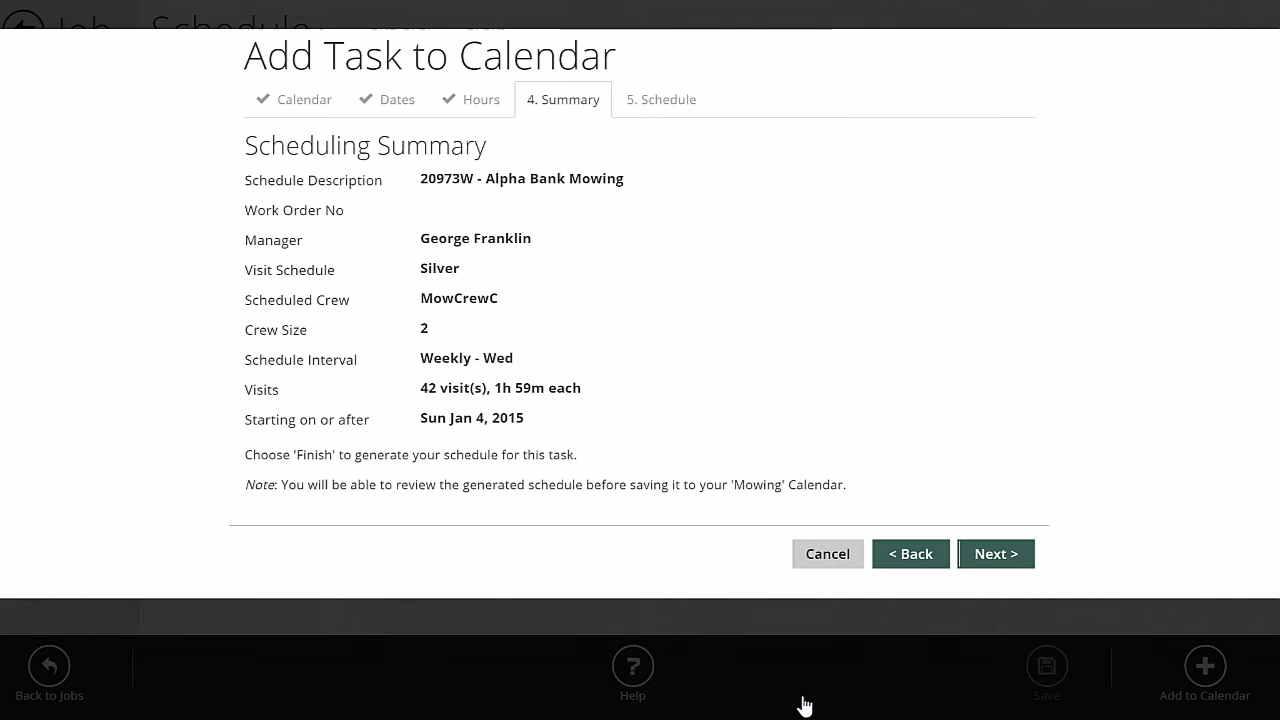 Job Schedule
Add Task to Calendar
Calendar Dates Hours 4. Summary 5. Schedule
Scheduling Summary
Schedule Description 20973W - Alpha Bank Mowing
Work Order No
Manager George Franklin
Visit Schedule Silver
Scheduled Crew MowCrewC
Crew Size 2
Schedule Interval Weekly - Wed
Visits 42 visit(s), 1h 59m each
Starting on or after Sun Jan 4, 2015
Choose 'Finish' to generate your schedule for this task.
Note: You will be able to review the generated schedule before saving it to your 'Mowing' Calendar.
Cancel < Back Next >
Back to Jobs Help Save Add to Calendar